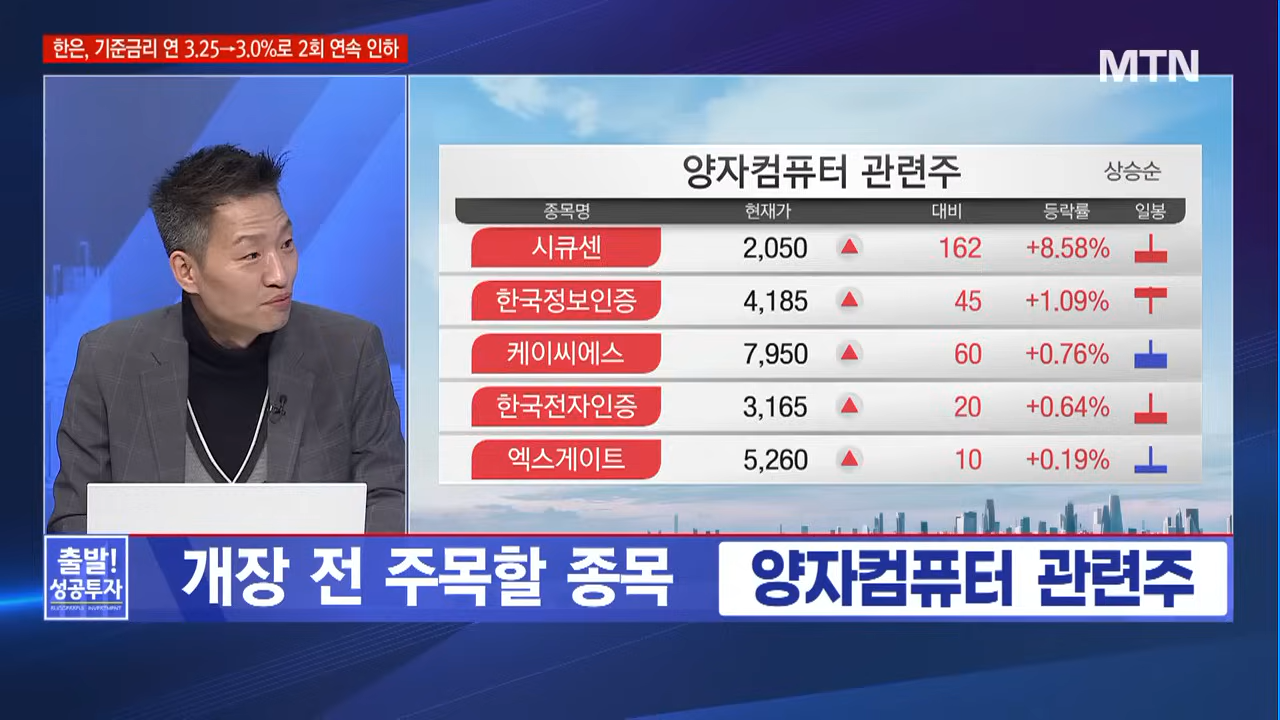 한은, 기준금리 연 3.25→3.0%로 2회 연속 인하
MTN
양자컴퓨터 관련주
상승순
종목명 현재가 대비 등락률 일봉
시큐센 2,050 ▲ 162 +8.58%
한국정보인증 4,185 ▲ 45 +1.09%
케이씨에스 7,950 ▲ 60 +0.76%
한국전자인증 3,165 ▲ 20 +0.64%
엑스게이트 5,260 ▲ 10 +0.19%
출발!
성공투자
SUCCESSFUL INVESTMENT
개장 전 주목할 종목 양자컴퓨터 관련주